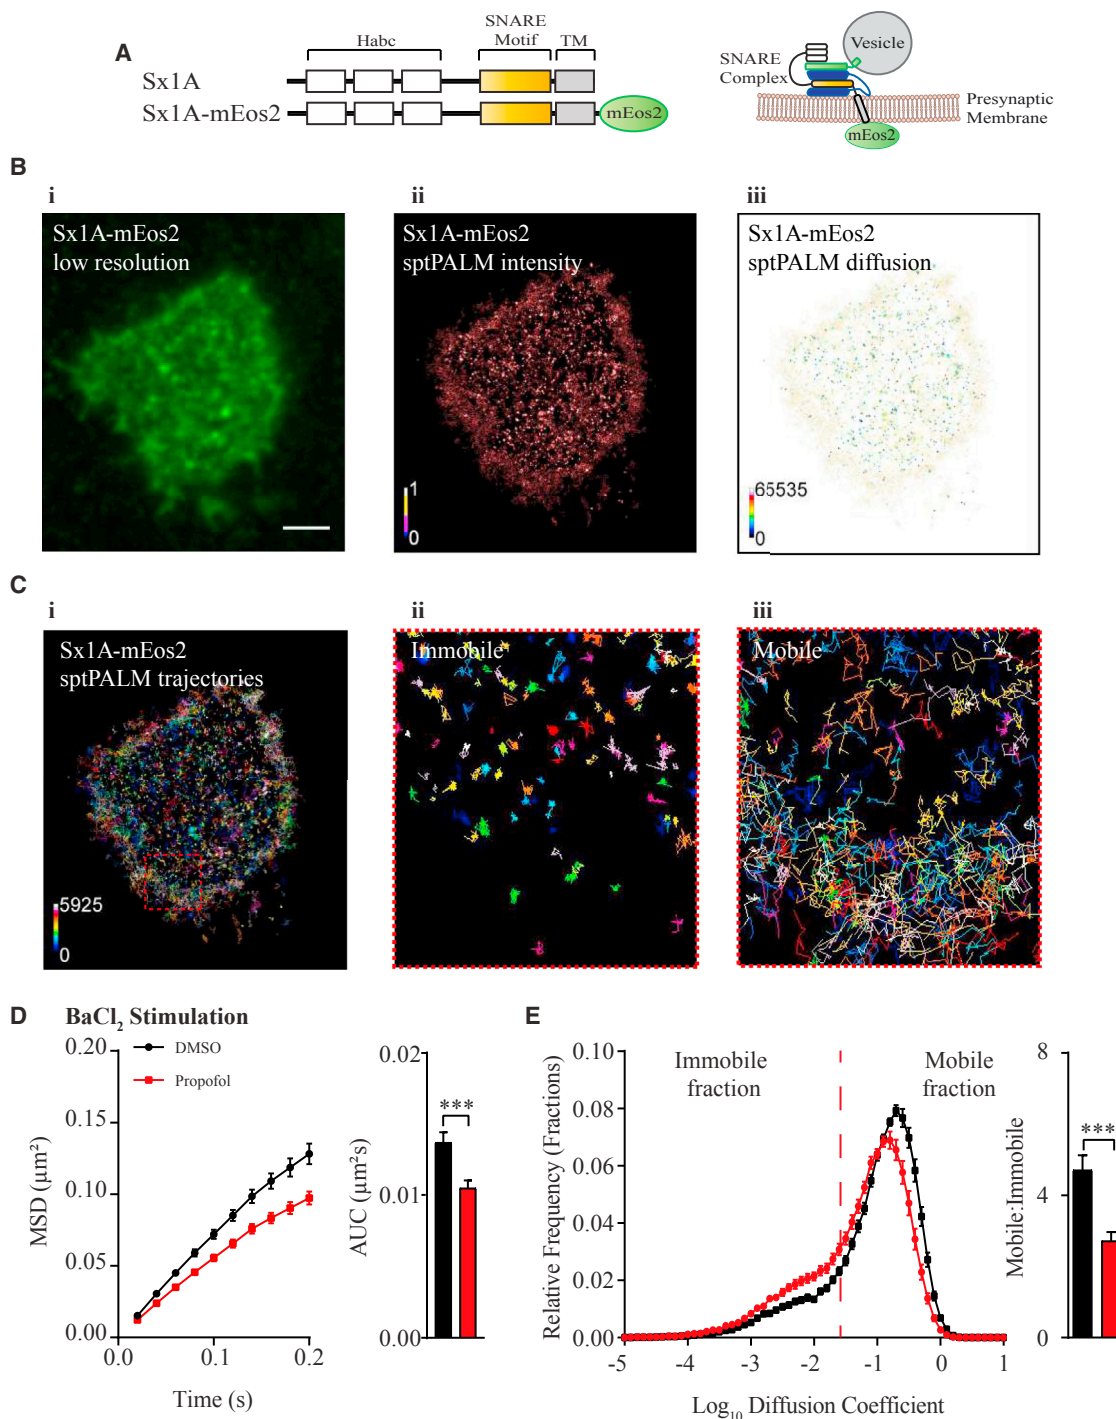 A
Habc
SNARE
Motif
TM
Sx1A
Sx1A-mEos2
mEos2
SNARE
Complex
Vesicle
Presynaptic
Membrane
mEos2
B
i
Sx1A-mEos2
low resolution
ii
Sx1A-mEos2
sptPALM intensity
1
0
iii
Sx1A-mEos2
sptPALM diffusion
65535
0
C
i
Sx1A-mEos2
sptPALM trajectories
5925
0
ii
Immobile
iii
Mobile
D
BaCl₂ Stimulation
DMSO
Propofol
MSD (µm²)
0.20
0.15
0.10
0.05
0.00
0.0
0.1
0.2
Time (s)
AUC (µm²s)
0.02
0.01
0.00
***
E
Relative Frequency (Fractions)
0.10
0.08
0.06
0.04
0.02
0.00
Immobile
fraction
Mobile
fraction
-5
-4
-3
-2
-1
0
1
Log₁₀ Diffusion Coefficient
Mobile:Immobile
8
4
0
***